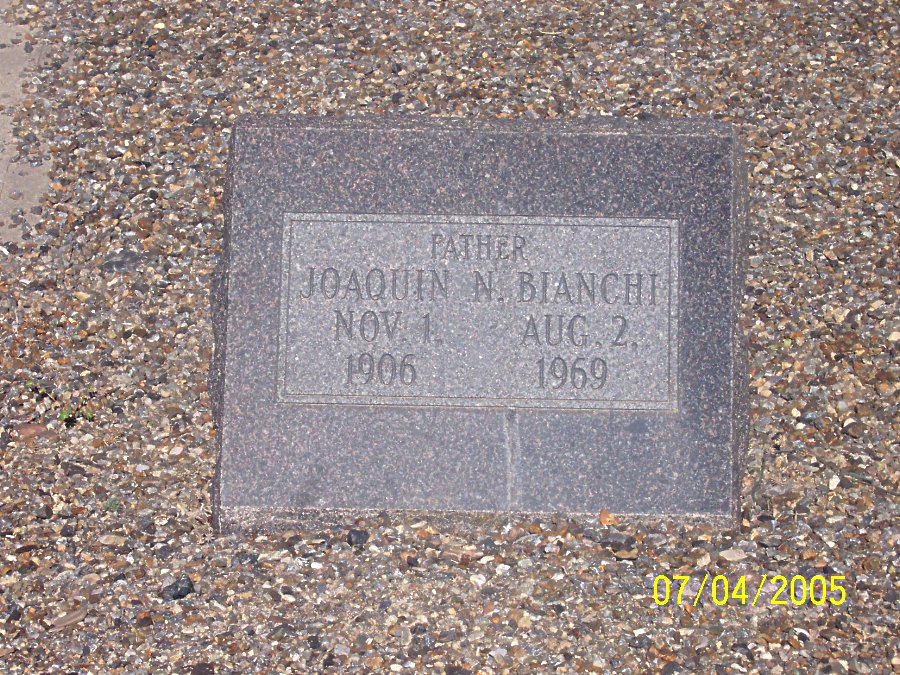 FATHER
JOAQUIN N. BIANCHI
NOV. 1. AUG. 2.
1906 1969
07/04/2005